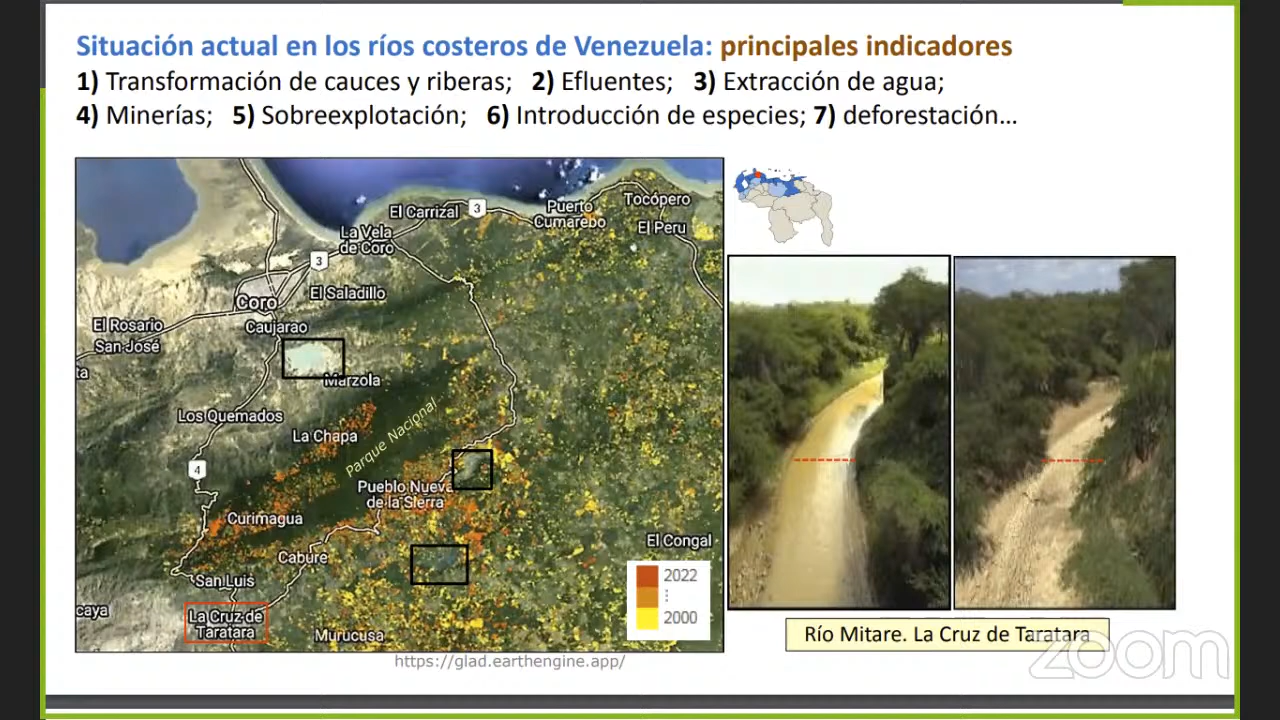 Situación actual en los ríos costeros de Venezuela: principales indicadores
1) Transformación de cauces y riberas; 2) Efluentes; 3) Extracción de agua;
4) Minerías; 5) Sobreexplotación; 6) Introducción de especies; 7) deforestación...
El Carrizal
3
Puerto
Cumarebo
Tocópero
El Peru
La Vela
de Coro
3
Coro
El Saladillo
El Rosario
San José
Caujarao
ta
Marzola
Los Quemados
La Chapa
Parque Nacional
4
Pueblo Nueva
de la Sierra
Curimagua
Cabure
El Congal
San Luis
caya
La Cruz de
Taratara
Murucusa
2022
⋮
2000
https://glad.earthengine.app/
Río Mitare. La Cruz de Taratara
zoom